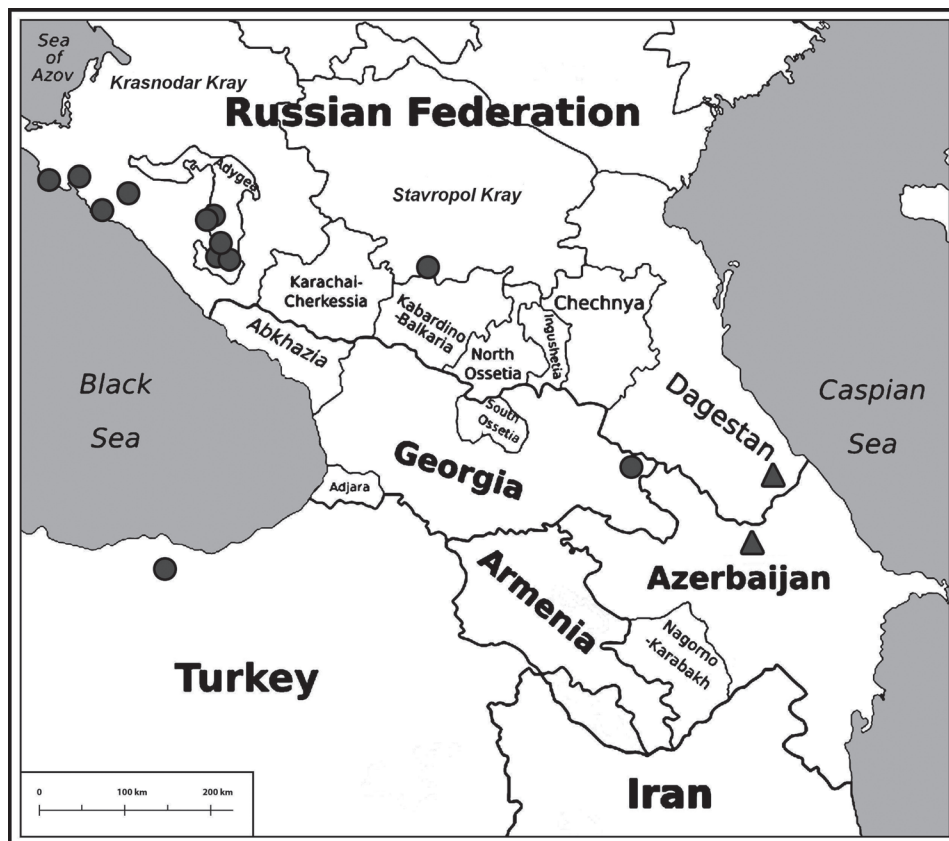 Sea
of
Azov
Krasnodar Kray
Russian Federation
Adygea
Stavropol Kray
Karachai-
Cherkessia
Kabardino
-Balkaria
Chechnya
Ingushetia
North
Ossetia
Abkhazia
South
Ossetia
Dagestan
Black
Sea
Caspian
Sea
Georgia
Adjara
Azerbaijan
Armenia
Nagorno
-Karabakh
Turkey
Iran
0 100 km 200 km